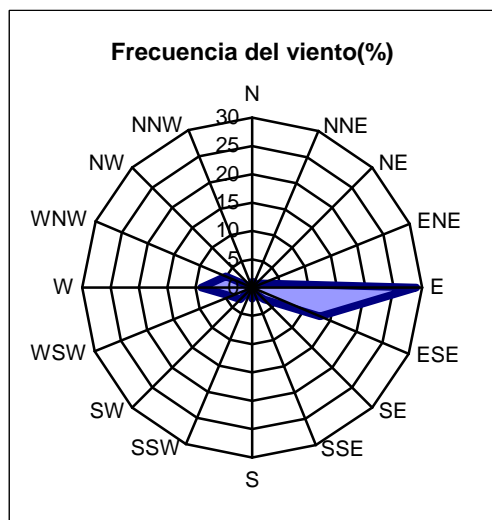 Frecuencia del viento(%)
N
NNE
NE
ENE
E
ESE
SE
SSE
S
SSW
SW
WSW
W
WNW
NW
NNW
30
25
20
15
10
5
0